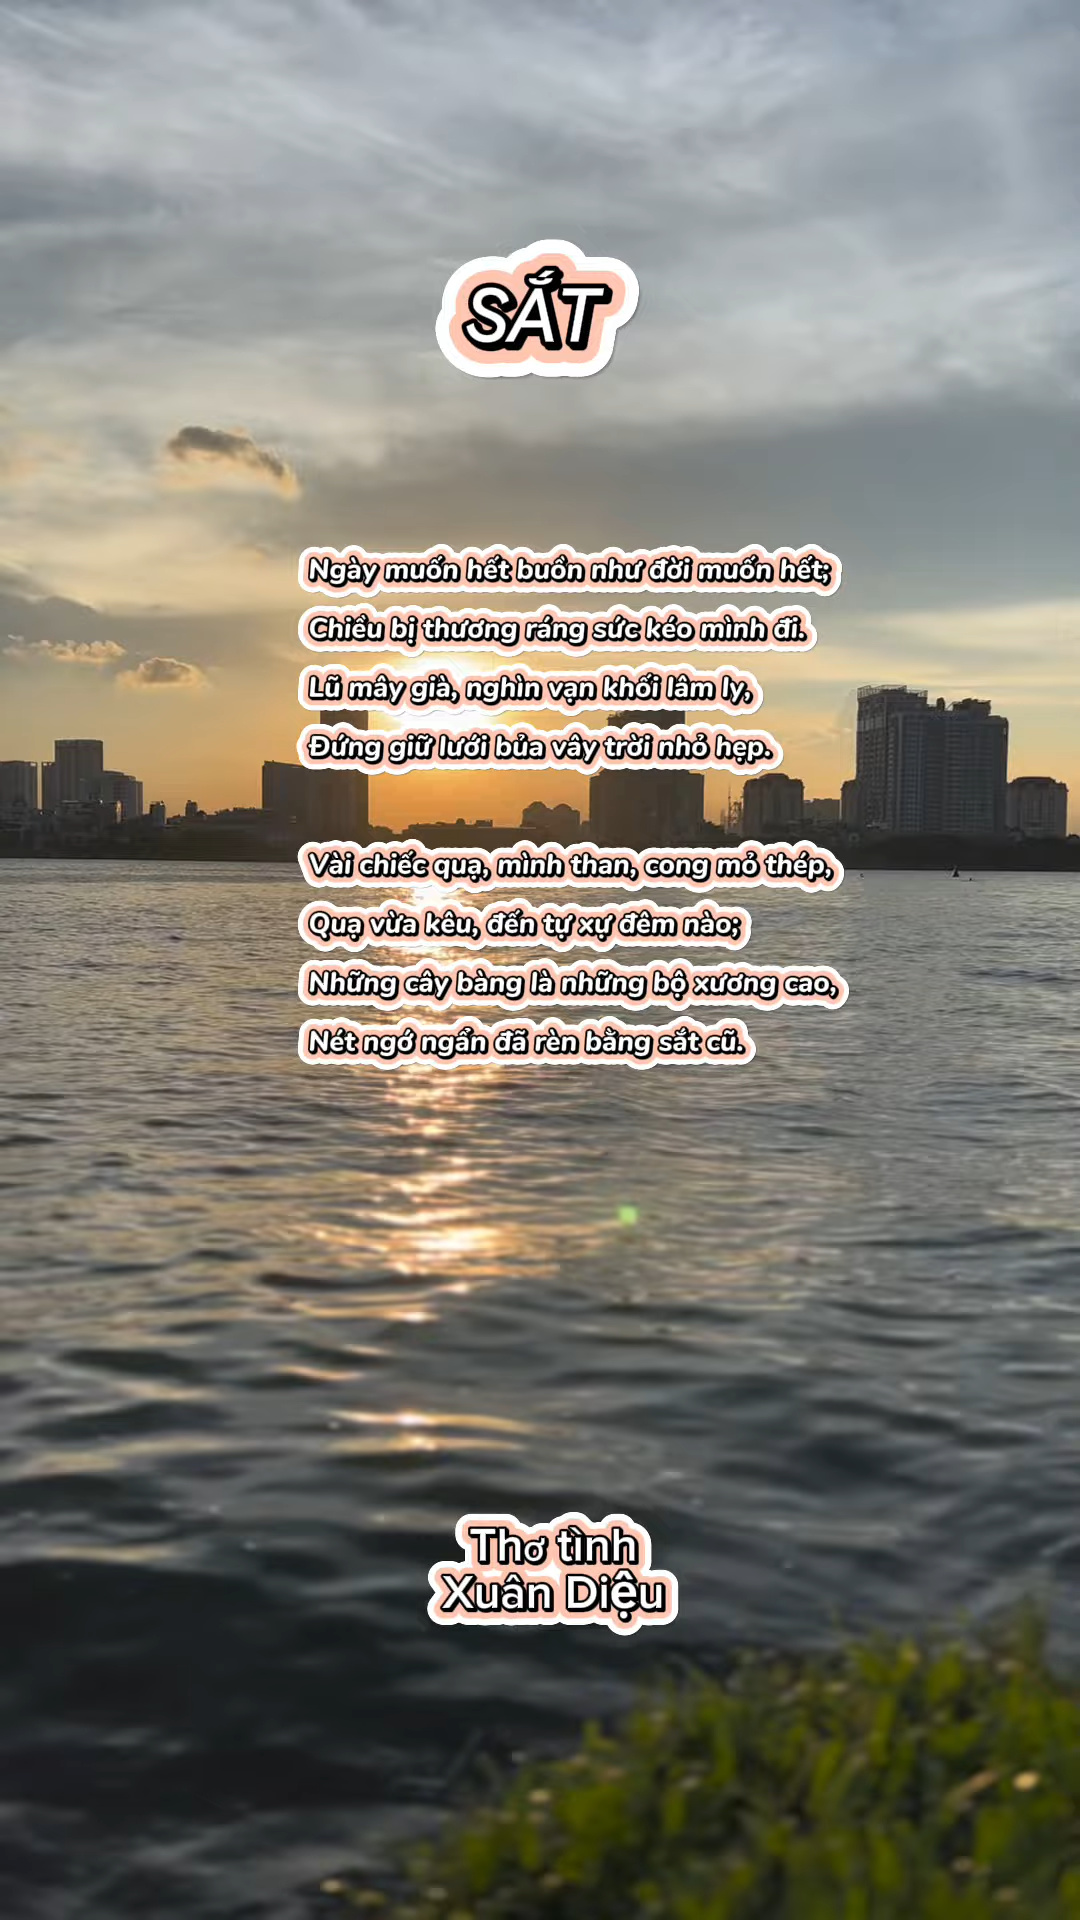 SẮT
Ngày muốn hết buồn như đời muốn hết;
Chiều bị thương ráng sức kéo mình đi.
Lũ mây già, nghìn vạn khối lâm ly,
Đứng giữ lưới bủa vây trời nhỏ hẹp.
Vài chiếc quạ, mình than, cong mỏ thép,
Quạ vừa kêu, đến tự xự đêm nào;
Những cây bàng là những bộ xương cao,
Nét ngớ ngẩn đã rèn bằng sắt cũ.
Thơ tình
Xuân Diệu